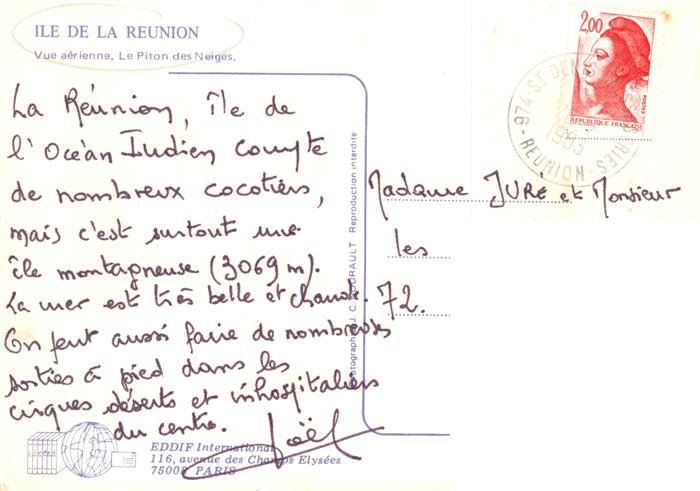 ILE DE LA REUNION
Vue aérienne. Le Piton des Neiges.
La Réunion, île de
l'Océan Indien compte
de nombreux cocotiers,
mais c'est surtout une
île montagneuse (3069 m).
La mer est très belle et chaude.
On peut aussi faire de nombreuses
sorties à pied dans les
cirques déserts et inhospitaliers
du centre. Joël
EDDIF International
116, avenue des Champs Elysées
75008 PARIS
Photographe J. C. NOURAULT Reproduction interdite
2,00
REPUBLIQUE FRANÇAISE
974-ST DENIS
9-REUNION-
Madame JURÉ et Monsieur
les
72.